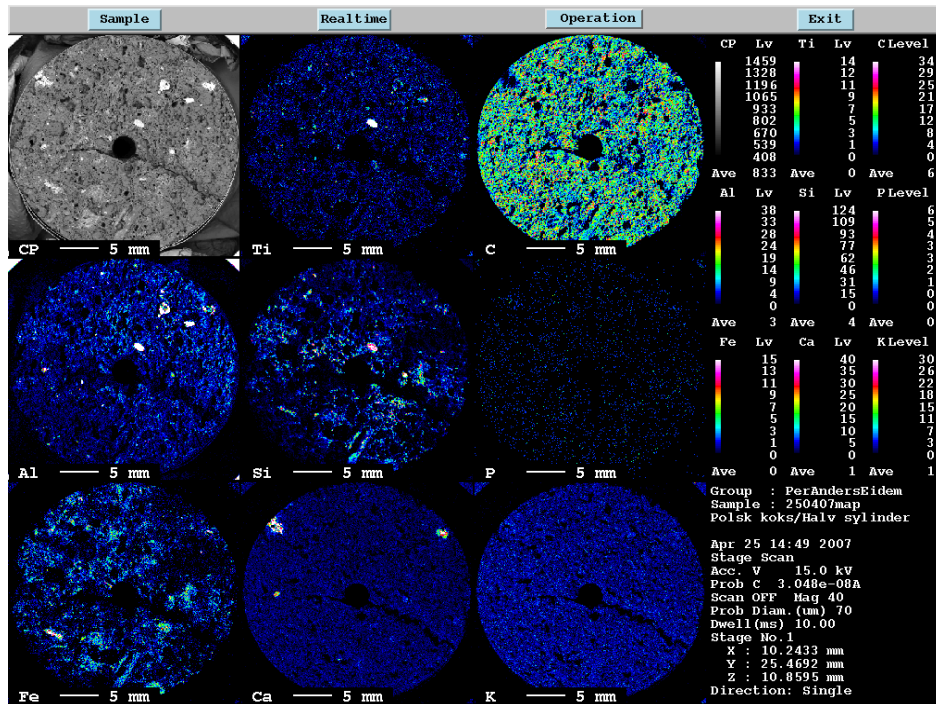 Sample Realtime Operation Exit
CP Lv Ti Lv C Level
1459 14 34
1328 12 29
1196 11 25
1065 9 21
933 7 17
802 5 12
670 3 8
539 1 4
408 0 0
Ave 833 Ave 0 Ave 6
CP 5 mm Ti 5 mm C 5 mm
Al Lv Si Lv P Level
38 124 6
33 109 5
28 93 4
24 77 3
19 62 3
14 46 2
9 31 1
4 15 0
0 0 0
Ave 3 Ave 4 Ave 0
Fe Lv Ca Lv K Level
15 40 30
13 35 26
11 30 22
9 25 18
7 20 15
5 15 11
3 10 7
1 5 3
0 0 0
Ave 0 Ave 1 Ave 1
Al 5 mm Si 5 mm P 5 mm
Group : PerAndersEidem
Sample : 250407map
Polsk koks/Halv sylinder
Apr 25 14:49 2007
Stage Scan
Acc. V 15.0 kV
Prob C 3.048e-08A
Scan OFF Mag 40
Prob Diam.(um) 70
Dwell(ms) 10.00
Stage No.1
X : 10.2433 mm
Y : 25.4692 mm
Z : 10.8595 mm
Direction: Single
Fe 5 mm Ca 5 mm K 5 mm